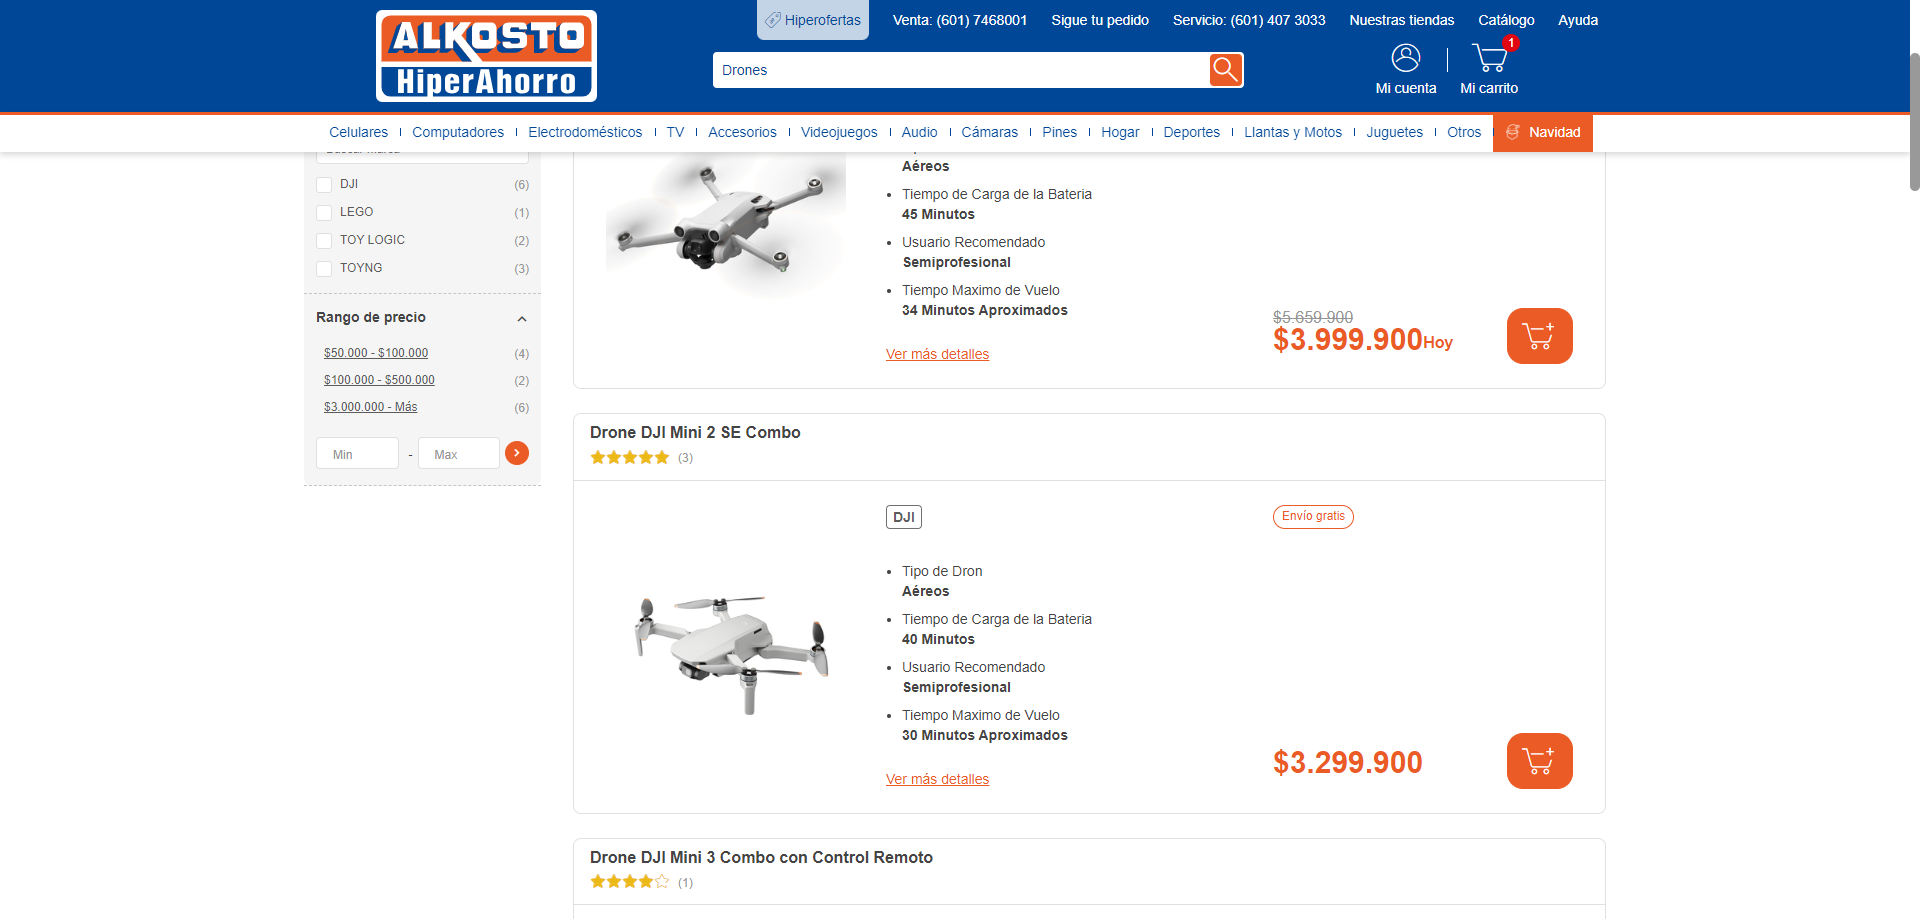 Hiperofertas
Venta: (601) 7468001
Sigue tu pedido
Servicio: (601) 407 3033
Nuestras tiendas
Catálogo
Ayuda
ALKOSTO
HiperAhorro
Drones
1
Mi cuenta
Mi carrito
Celulares
Computadores
Electrodomésticos
TV
Accesorios
Videojuegos
Audio
Cámaras
Pines
Hogar
Deportes
Llantas y Motos
Juguetes
Otros
Navidad
DJI (6)
LEGO (1)
TOY LOGIC (2)
TOYNG (3)
Rango de precio
$50.000 - $100.000 (4)
$100.000 - $500.000 (2)
$3.000.000 - Más (6)
Min - Max
Aéreos
Tiempo de Carga de la Bateria
45 Minutos
Usuario Recomendado
Semiprofesional
Tiempo Maximo de Vuelo
34 Minutos Aproximados
Ver más detalles
$5.659.900
$3.999.900Hoy
Drone DJI Mini 2 SE Combo
(3)
DJI
Envío gratis
Tipo de Dron
Aéreos
Tiempo de Carga de la Bateria
40 Minutos
Usuario Recomendado
Semiprofesional
Tiempo Maximo de Vuelo
30 Minutos Aproximados
Ver más detalles
$3.299.900
Drone DJI Mini 3 Combo con Control Remoto
(1)